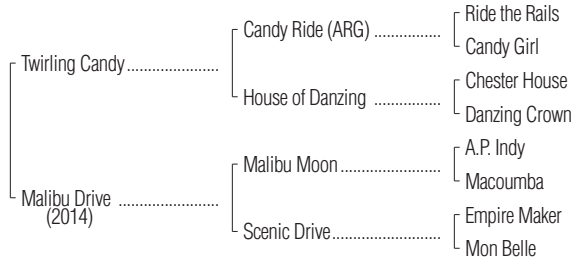 Ride the Rails
Candy Ride (ARG) ................
Candy Girl
Twirling Candy ......................
Chester House
House of Danzing ................
Danzing Crown
A.P. Indy
Malibu Moon ........................
Macoumba
Malibu Drive ........................
(2014)
Empire Maker
Scenic Drive..........................
Mon Belle